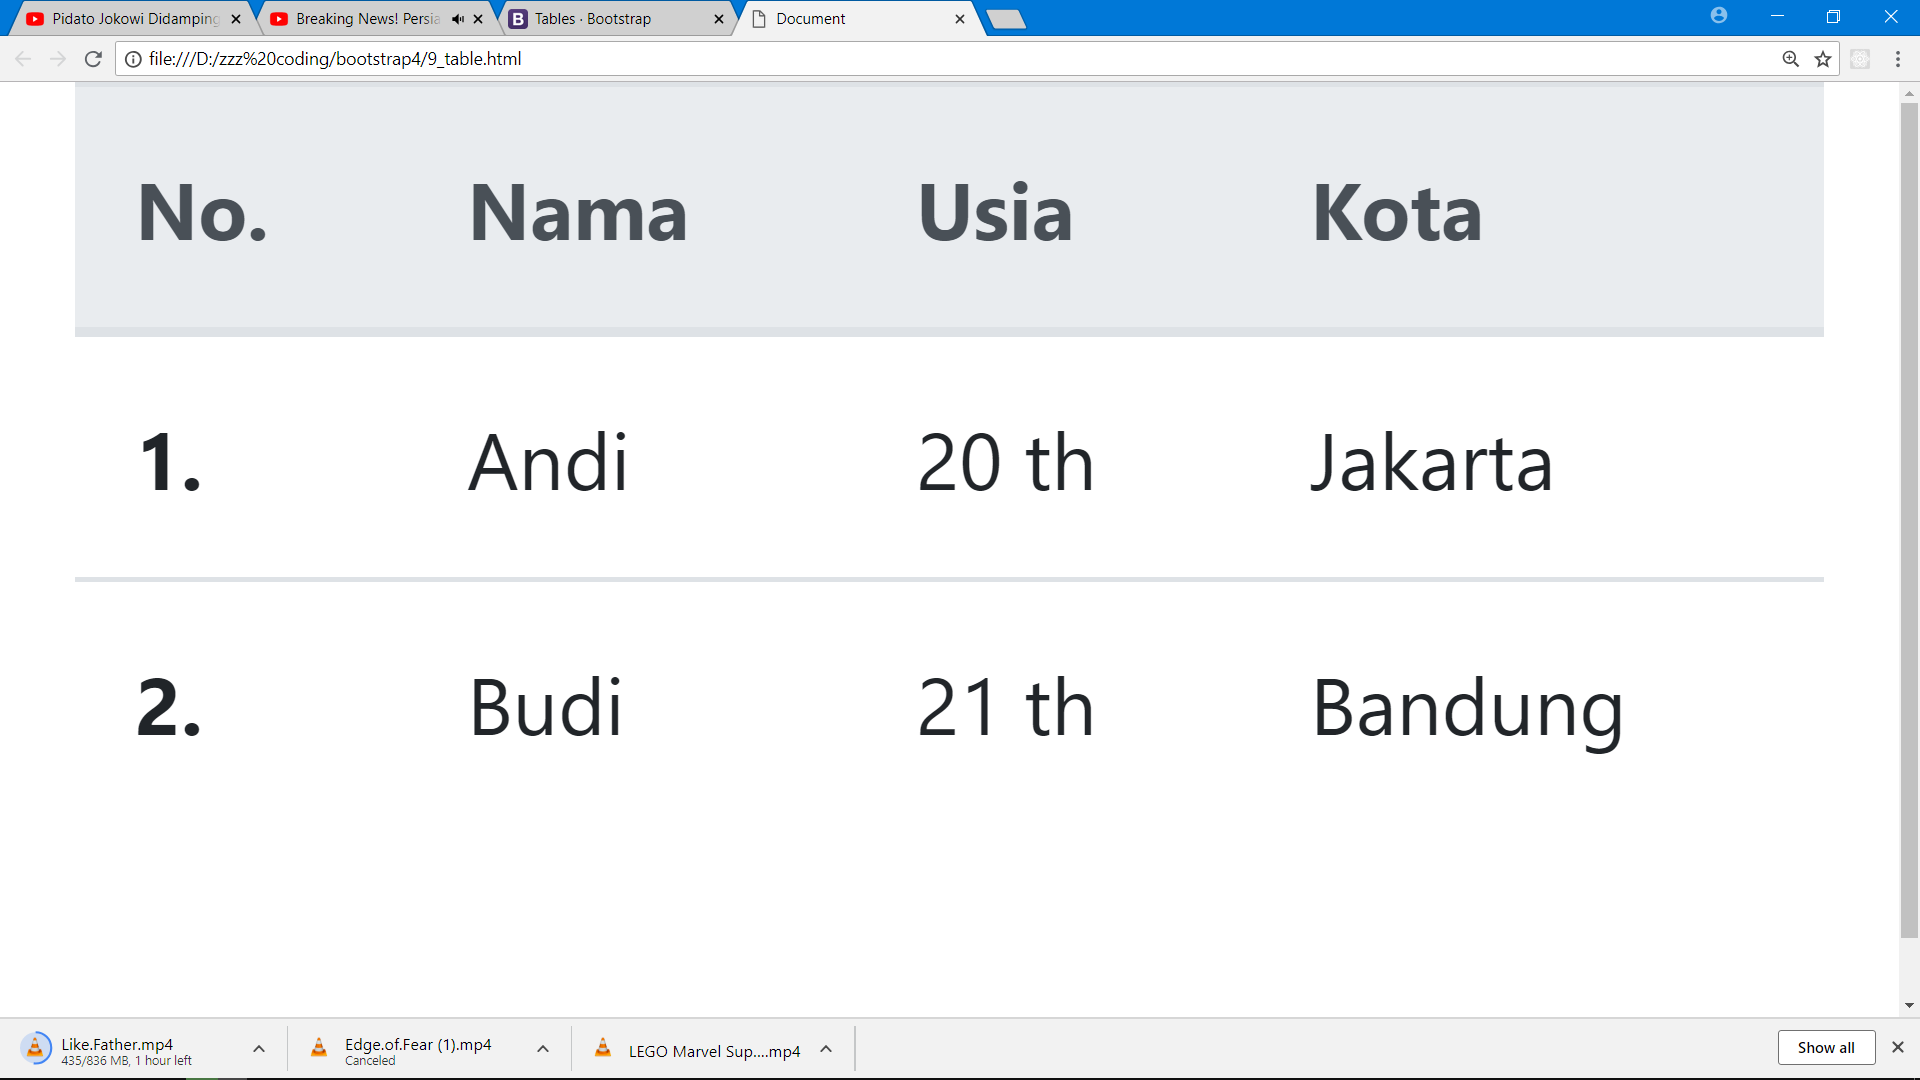 Pidato Jokowi Didamping
Breaking News! Persia
Tables · Bootstrap
Document
file:///D:/zzz%20coding/bootstrap4/9_table.html
No. Nama Usia Kota
1. Andi 20 th Jakarta
2. Budi 21 th Bandung
Like.Father.mp4
435/836 MB, 1 hour left
Edge.of.Fear (1).mp4
Canceled
LEGO Marvel Sup....mp4
Show all